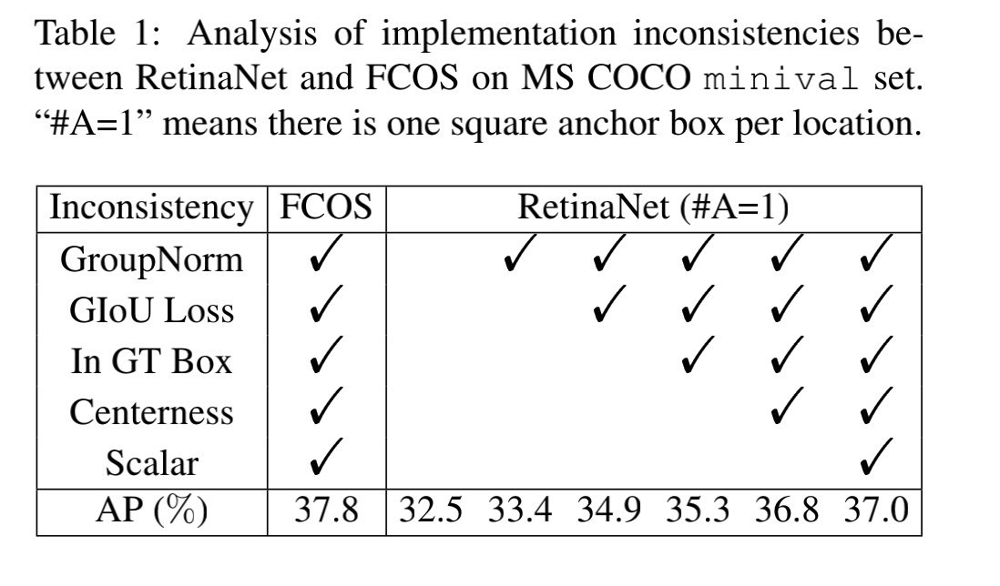 Table 1: Analysis of implementation inconsistencies be-
tween RetinaNet and FCOS on MS COCO minival set.
“#A=1” means there is one square anchor box per location.
Inconsistency FCOS RetinaNet (#A=1)
GroupNorm ✓ ✓ ✓ ✓ ✓ ✓
GIoU Loss ✓ ✓ ✓ ✓ ✓
In GT Box ✓ ✓ ✓ ✓
Centerness ✓ ✓ ✓
Scalar ✓ ✓
AP (%) 37.8 32.5 33.4 34.9 35.3 36.8 37.0